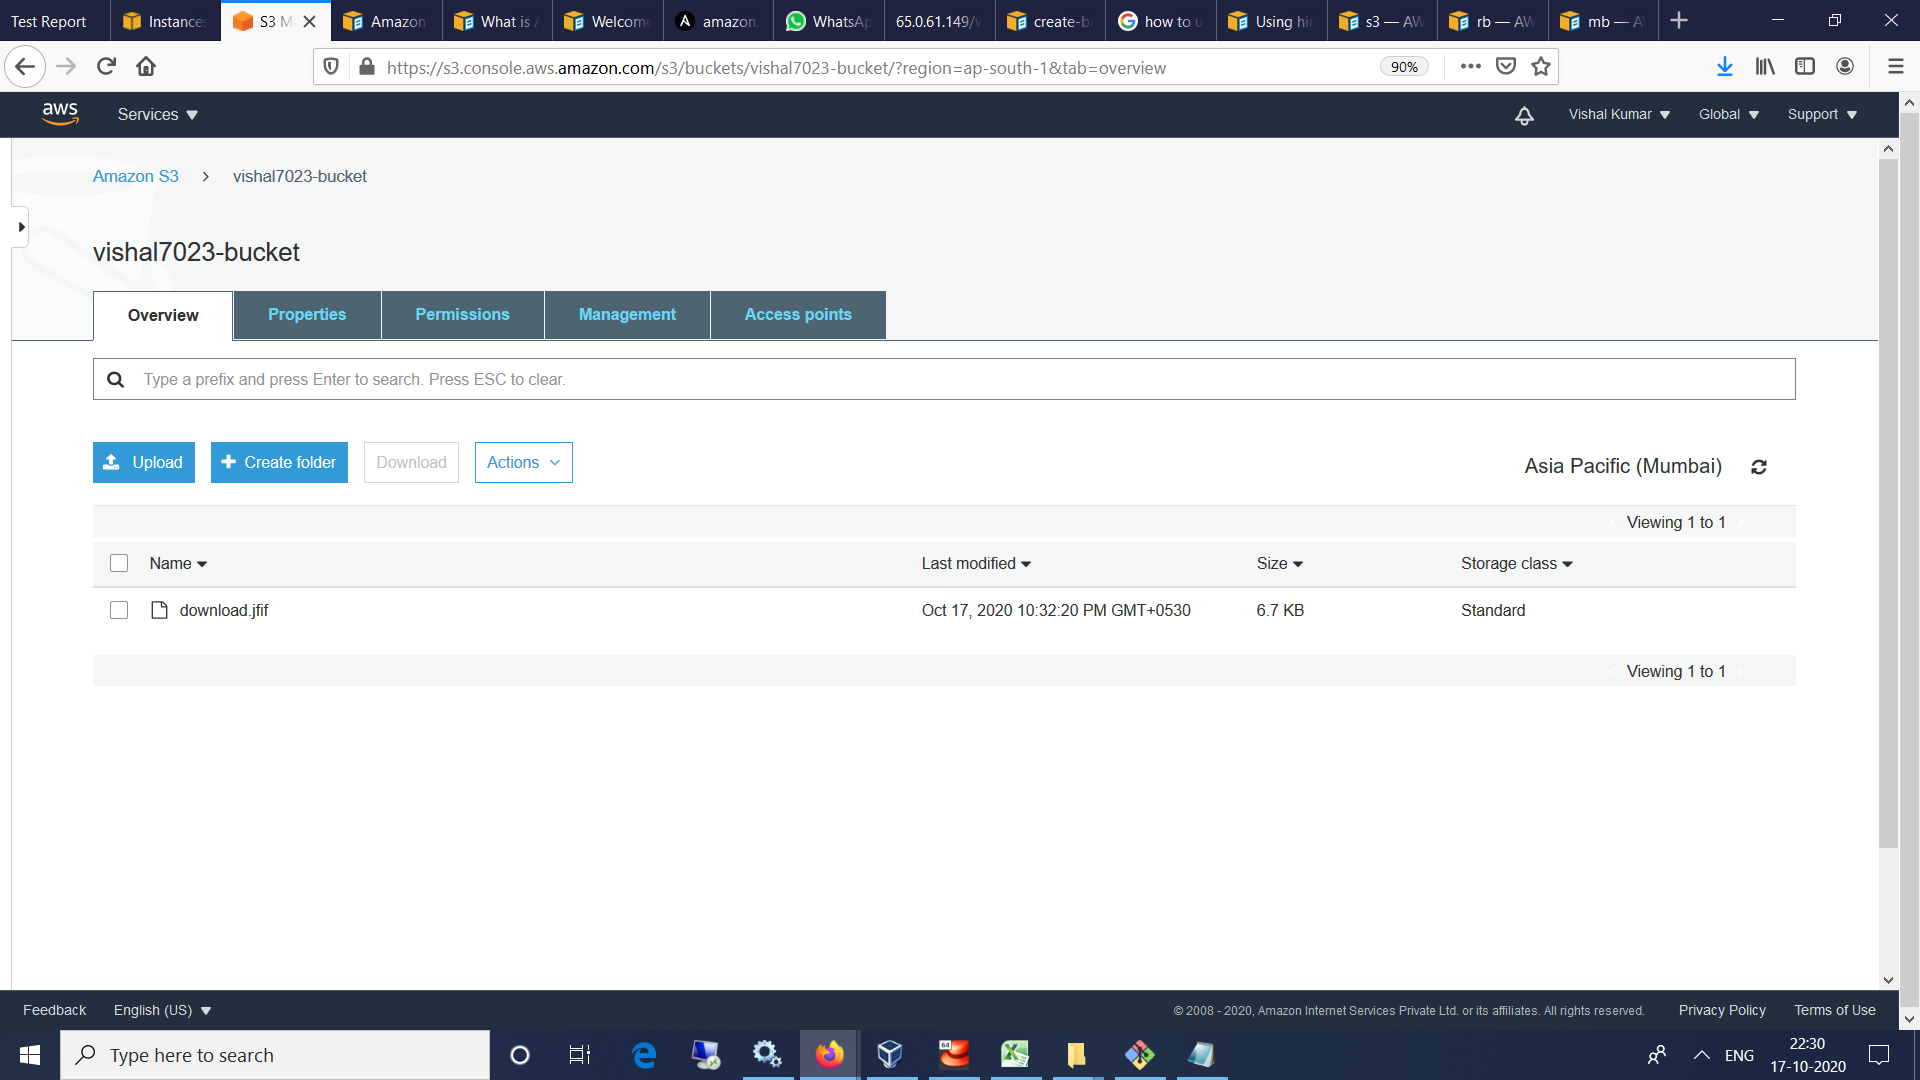 Test Report
Instances
S3 M
Amazon
What is
Welcome
amazon.
WhatsAp
65.0.61.149/
create-b
how to u
Using hi
s3 — AW
rb — AW
mb — A
https://s3.console.aws.amazon.com/s3/buckets/vishal7023-bucket/?region=ap-south-1&tab=overview
90%
aws
Services
Vishal Kumar
Global
Support
Amazon S3
vishal7023-bucket
vishal7023-bucket
Overview
Properties
Permissions
Management
Access points
Type a prefix and press Enter to search. Press ESC to clear.
Upload
Create folder
Download
Actions
Asia Pacific (Mumbai)
Viewing 1 to 1
Name
Last modified
Size
Storage class
download.jfif
Oct 17, 2020 10:32:20 PM GMT+0530
6.7 KB
Standard
Viewing 1 to 1
Feedback
English (US)
© 2008 - 2020, Amazon Internet Services Private Ltd. or its affiliates. All rights reserved.
Privacy Policy
Terms of Use
Type here to search
64
ENG
22:30
17-10-2020